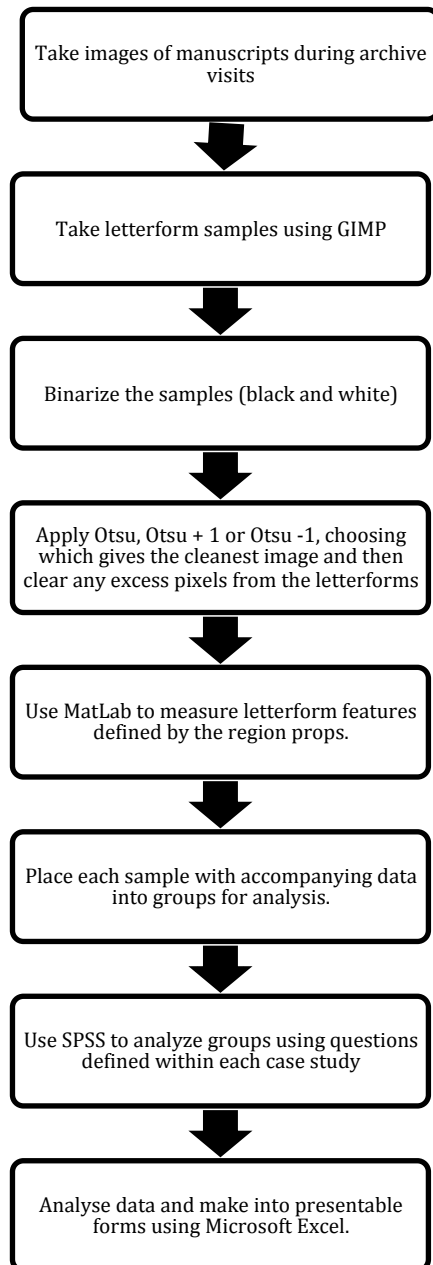 Take images of manuscripts during archive
visits
Take letterform samples using GIMP
Binarize the samples (black and white)
Apply Otsu, Otsu + 1 or Otsu -1, choosing
which gives the cleanest image and then
clear any excess pixels from the letterforms
Use MatLab to measure letterform features
defined by the region props.
Place each sample with accompanying data
into groups for analysis.
Use SPSS to analyze groups using questions
defined within each case study
Analyse data and make into presentable
forms using Microsoft Excel.